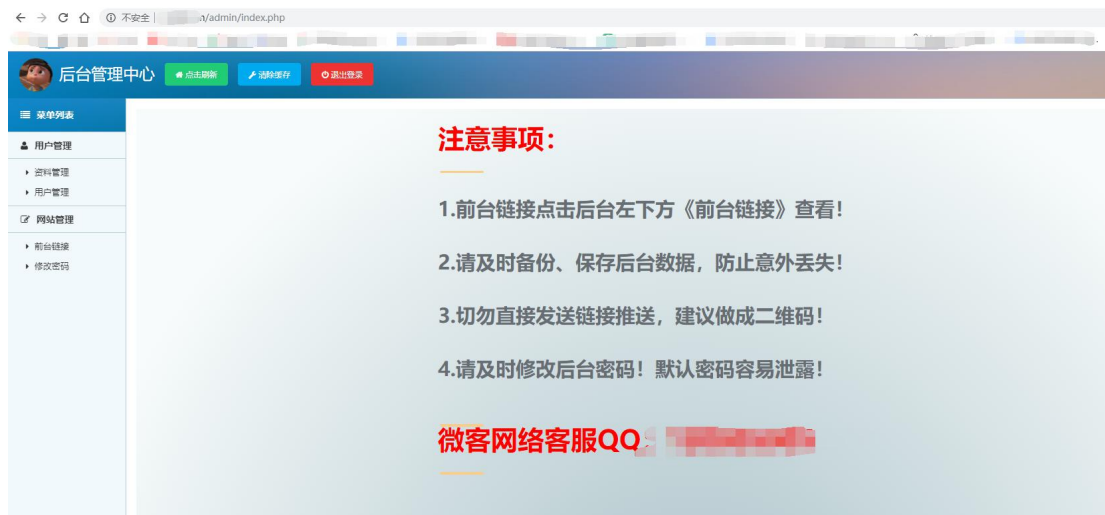 不安全
/admin/index.php
后台管理中心
点击刷新
清除缓存
退出登录
菜单列表
用户管理
资料管理
用户管理
网站管理
前台链接
修改密码
注意事项：
1.前台链接点击后台左下方《前台链接》查看！
2.请及时备份、保存后台数据，防止意外丢失！
3.切勿直接发送链接推送，建议做成二维码！
4.请及时修改后台密码！默认密码容易泄露！
微客网络客服QQ